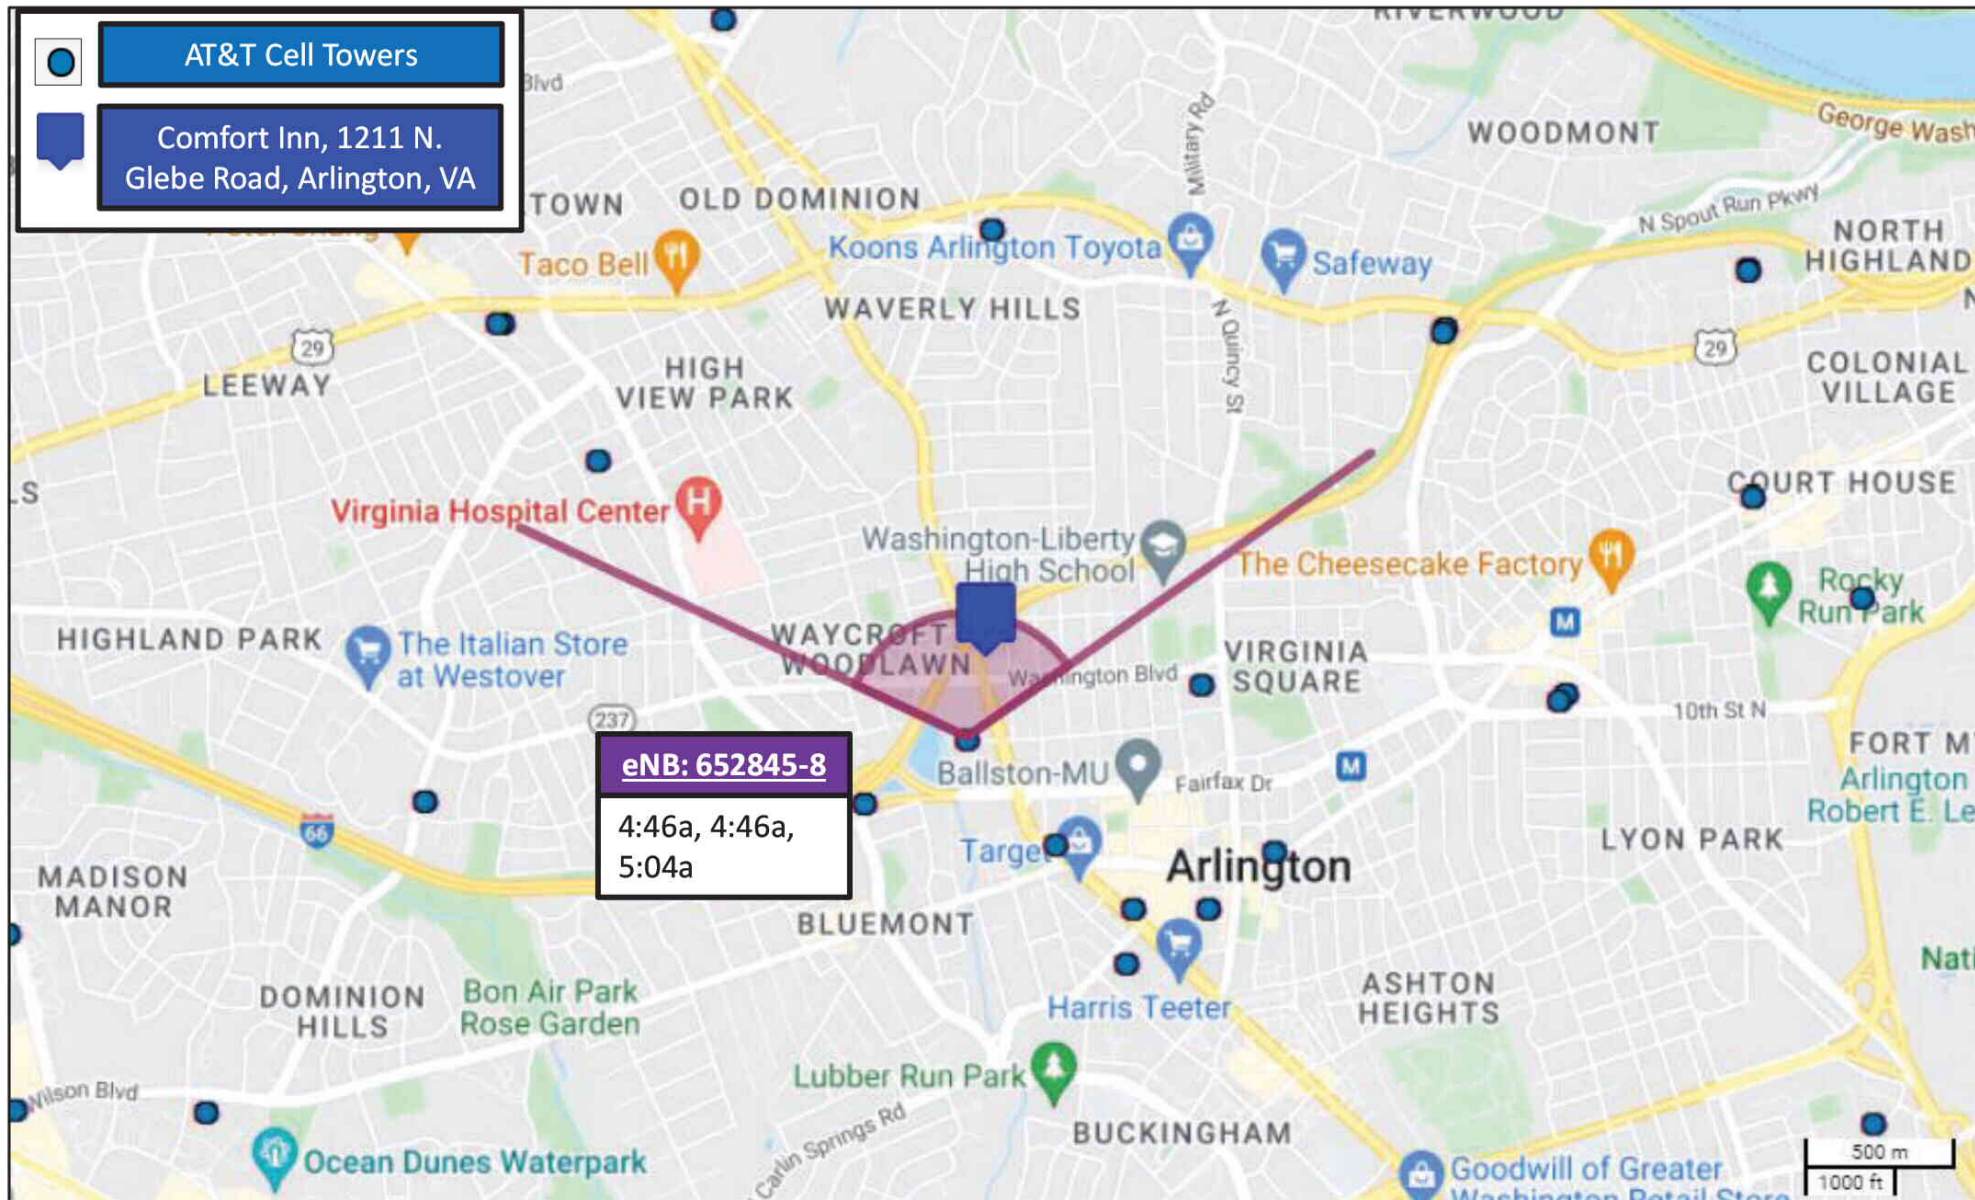 AT&T Cell Towers
Comfort Inn, 1211 N.
Glebe Road, Arlington, VA
Blvd
RIVERWOOD
George Wash
WOODMONT
Military Rd
TOWN
OLD DOMINION
N Spout Run Pkwy
NORTH
HIGHLAND
Koons Arlington Toyota
Safeway
Taco Bell
WAVERLY HILLS
N Quincy St
29
29
LEEWAY
HIGH
VIEW PARK
COLONIAL
VILLAGE
LS
COURT HOUSE
Virginia Hospital Center
H
Washington-Liberty
High School
The Cheesecake Factory
Rocky
Run Park
M
HIGHLAND PARK
The Italian Store
at Westover
WAYCROFT
WOODLAWN
Washington Blvd
VIRGINIA
SQUARE
237
10th St N
eNB: 652845-8
4:46a, 4:46a,
5:04a
Ballston-MU
Fairfax Dr
M
FORT M
Arlington
Robert E. Le
66
Target
Arlington
LYON PARK
MADISON
MANOR
BLUEMONT
Nati
DOMINION
HILLS
Bon Air Park
Rose Garden
Harris Teeter
ASHTON
HEIGHTS
Wilson Blvd
Lubber Run Park
Carlin Springs Rd
BUCKINGHAM
Ocean Dunes Waterpark
Goodwill of Greater
Washington Retail Store
500 m
1000 ft